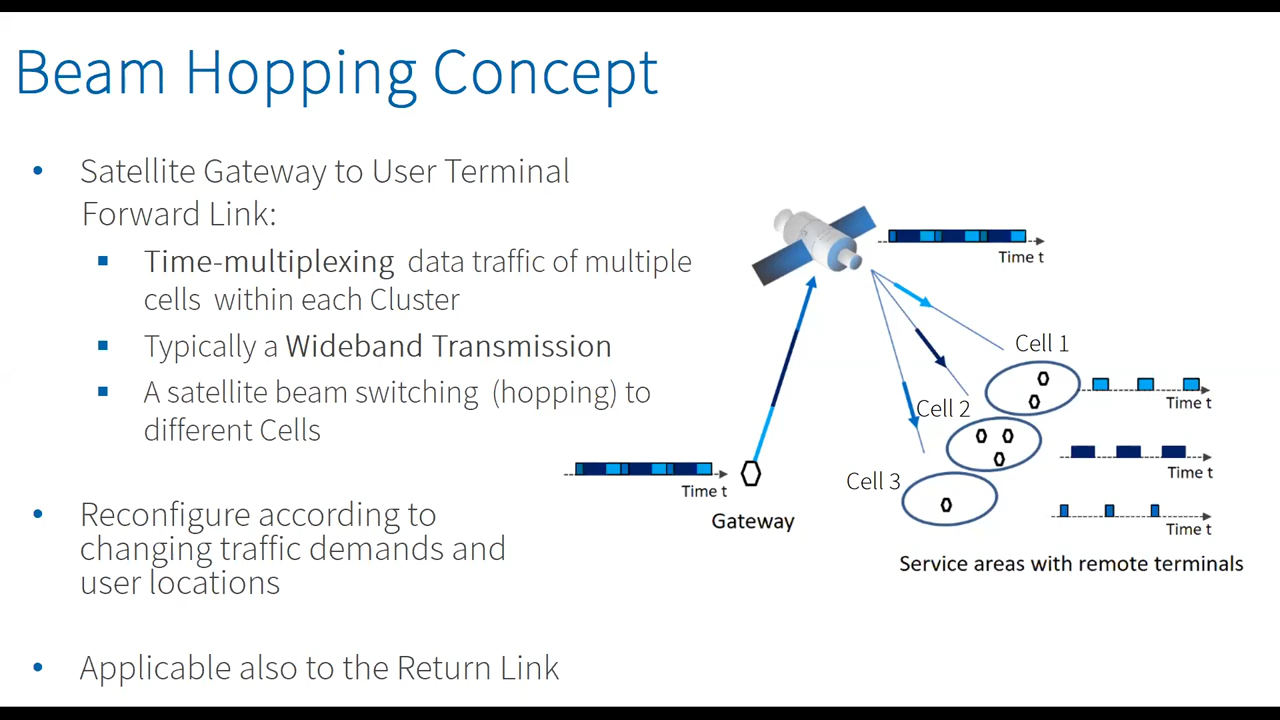 Beam Hopping Concept
• Satellite Gateway to User Terminal
Forward Link:
▪ Time-multiplexing data traffic of multiple
cells within each Cluster
▪ Typically a Wideband Transmission
▪ A satellite beam switching (hopping) to
different Cells
• Reconfigure according to
changing traffic demands and
user locations
• Applicable also to the Return Link
Time t
Cell 1
Time t
Cell 2
Time t
Cell 3
Time t
Time t
Gateway
Service areas with remote terminals